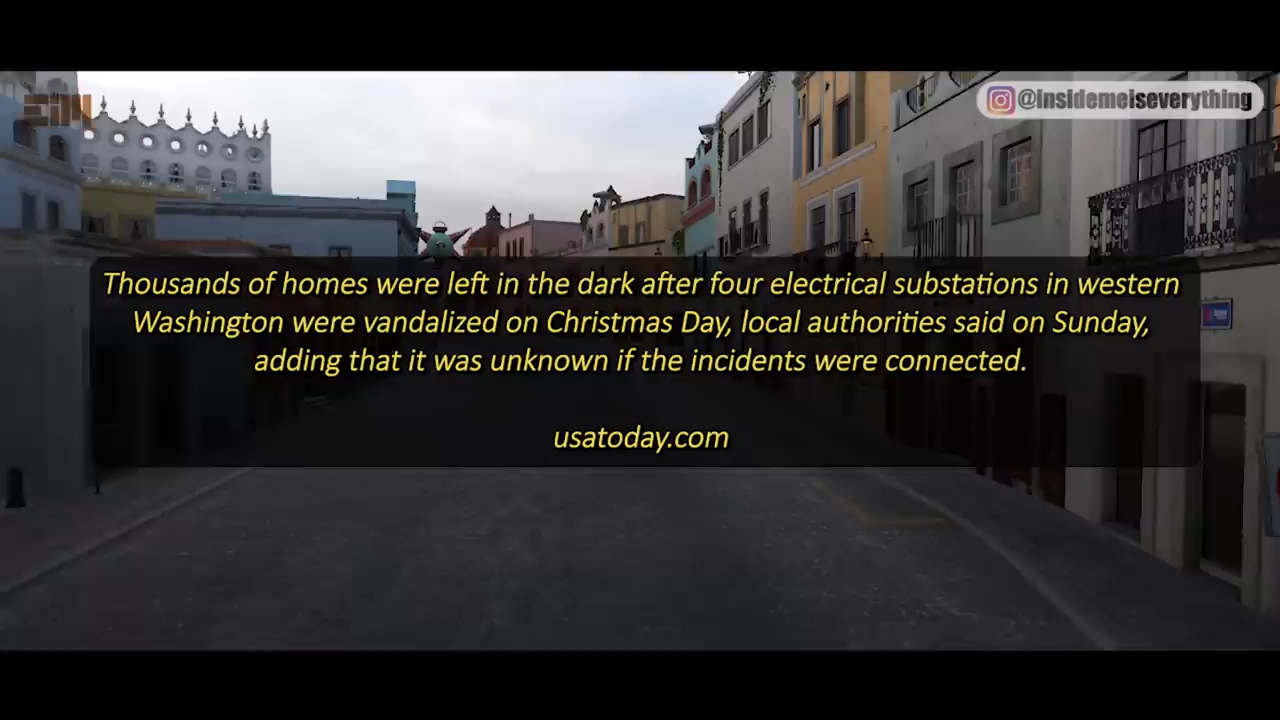 @insidemeiseverything
Thousands of homes were left in the dark after four electrical substations in western
Washington were vandalized on Christmas Day, local authorities said on Sunday,
adding that it was unknown if the incidents were connected.
usatoday.com